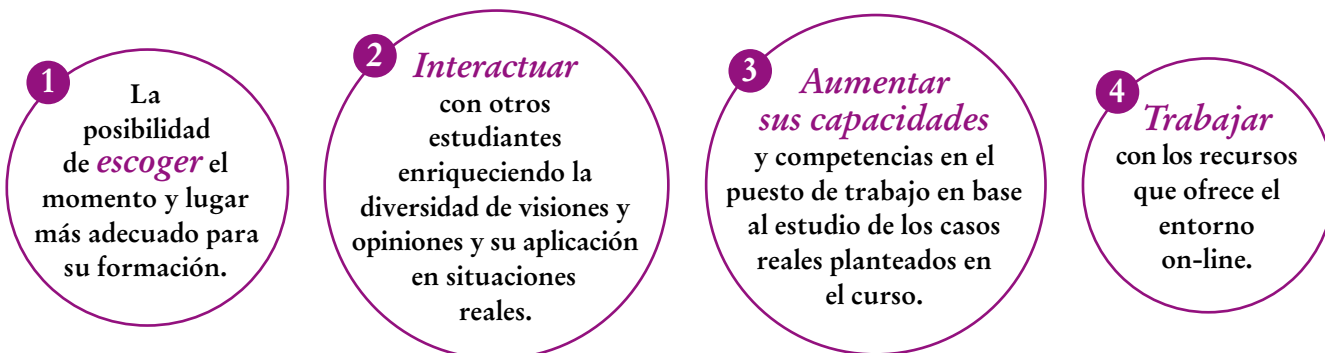 1
La
posibilidad
de escoger el
momento y lugar
más adecuado para
su formación.
2
Interactuar
con otros
estudiantes
enriqueciendo la
diversidad de visiones y
opiniones y su aplicación
en situaciones
reales.
3
Aumentar
sus capacidades
y competencias en el
puesto de trabajo en base
al estudio de los casos
reales planteados en
el curso.
4
Trabajar
con los recursos
que ofrece el
entorno
on-line.